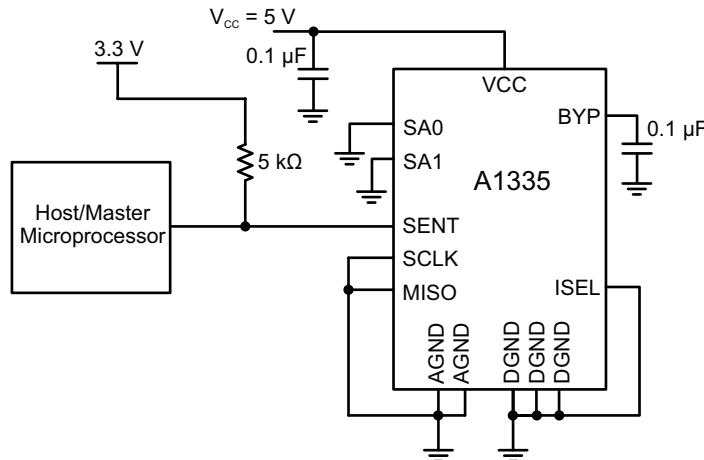 V_CC = 5 V
3.3 V
0.1 µF
VCC
BYP
0.1 µF
SA0
SA1
5 kΩ
A1335
Host/Master
Microprocessor
SENT
SCLK
MISO
ISEL
AGND
AGND
DGND
DGND
DGND